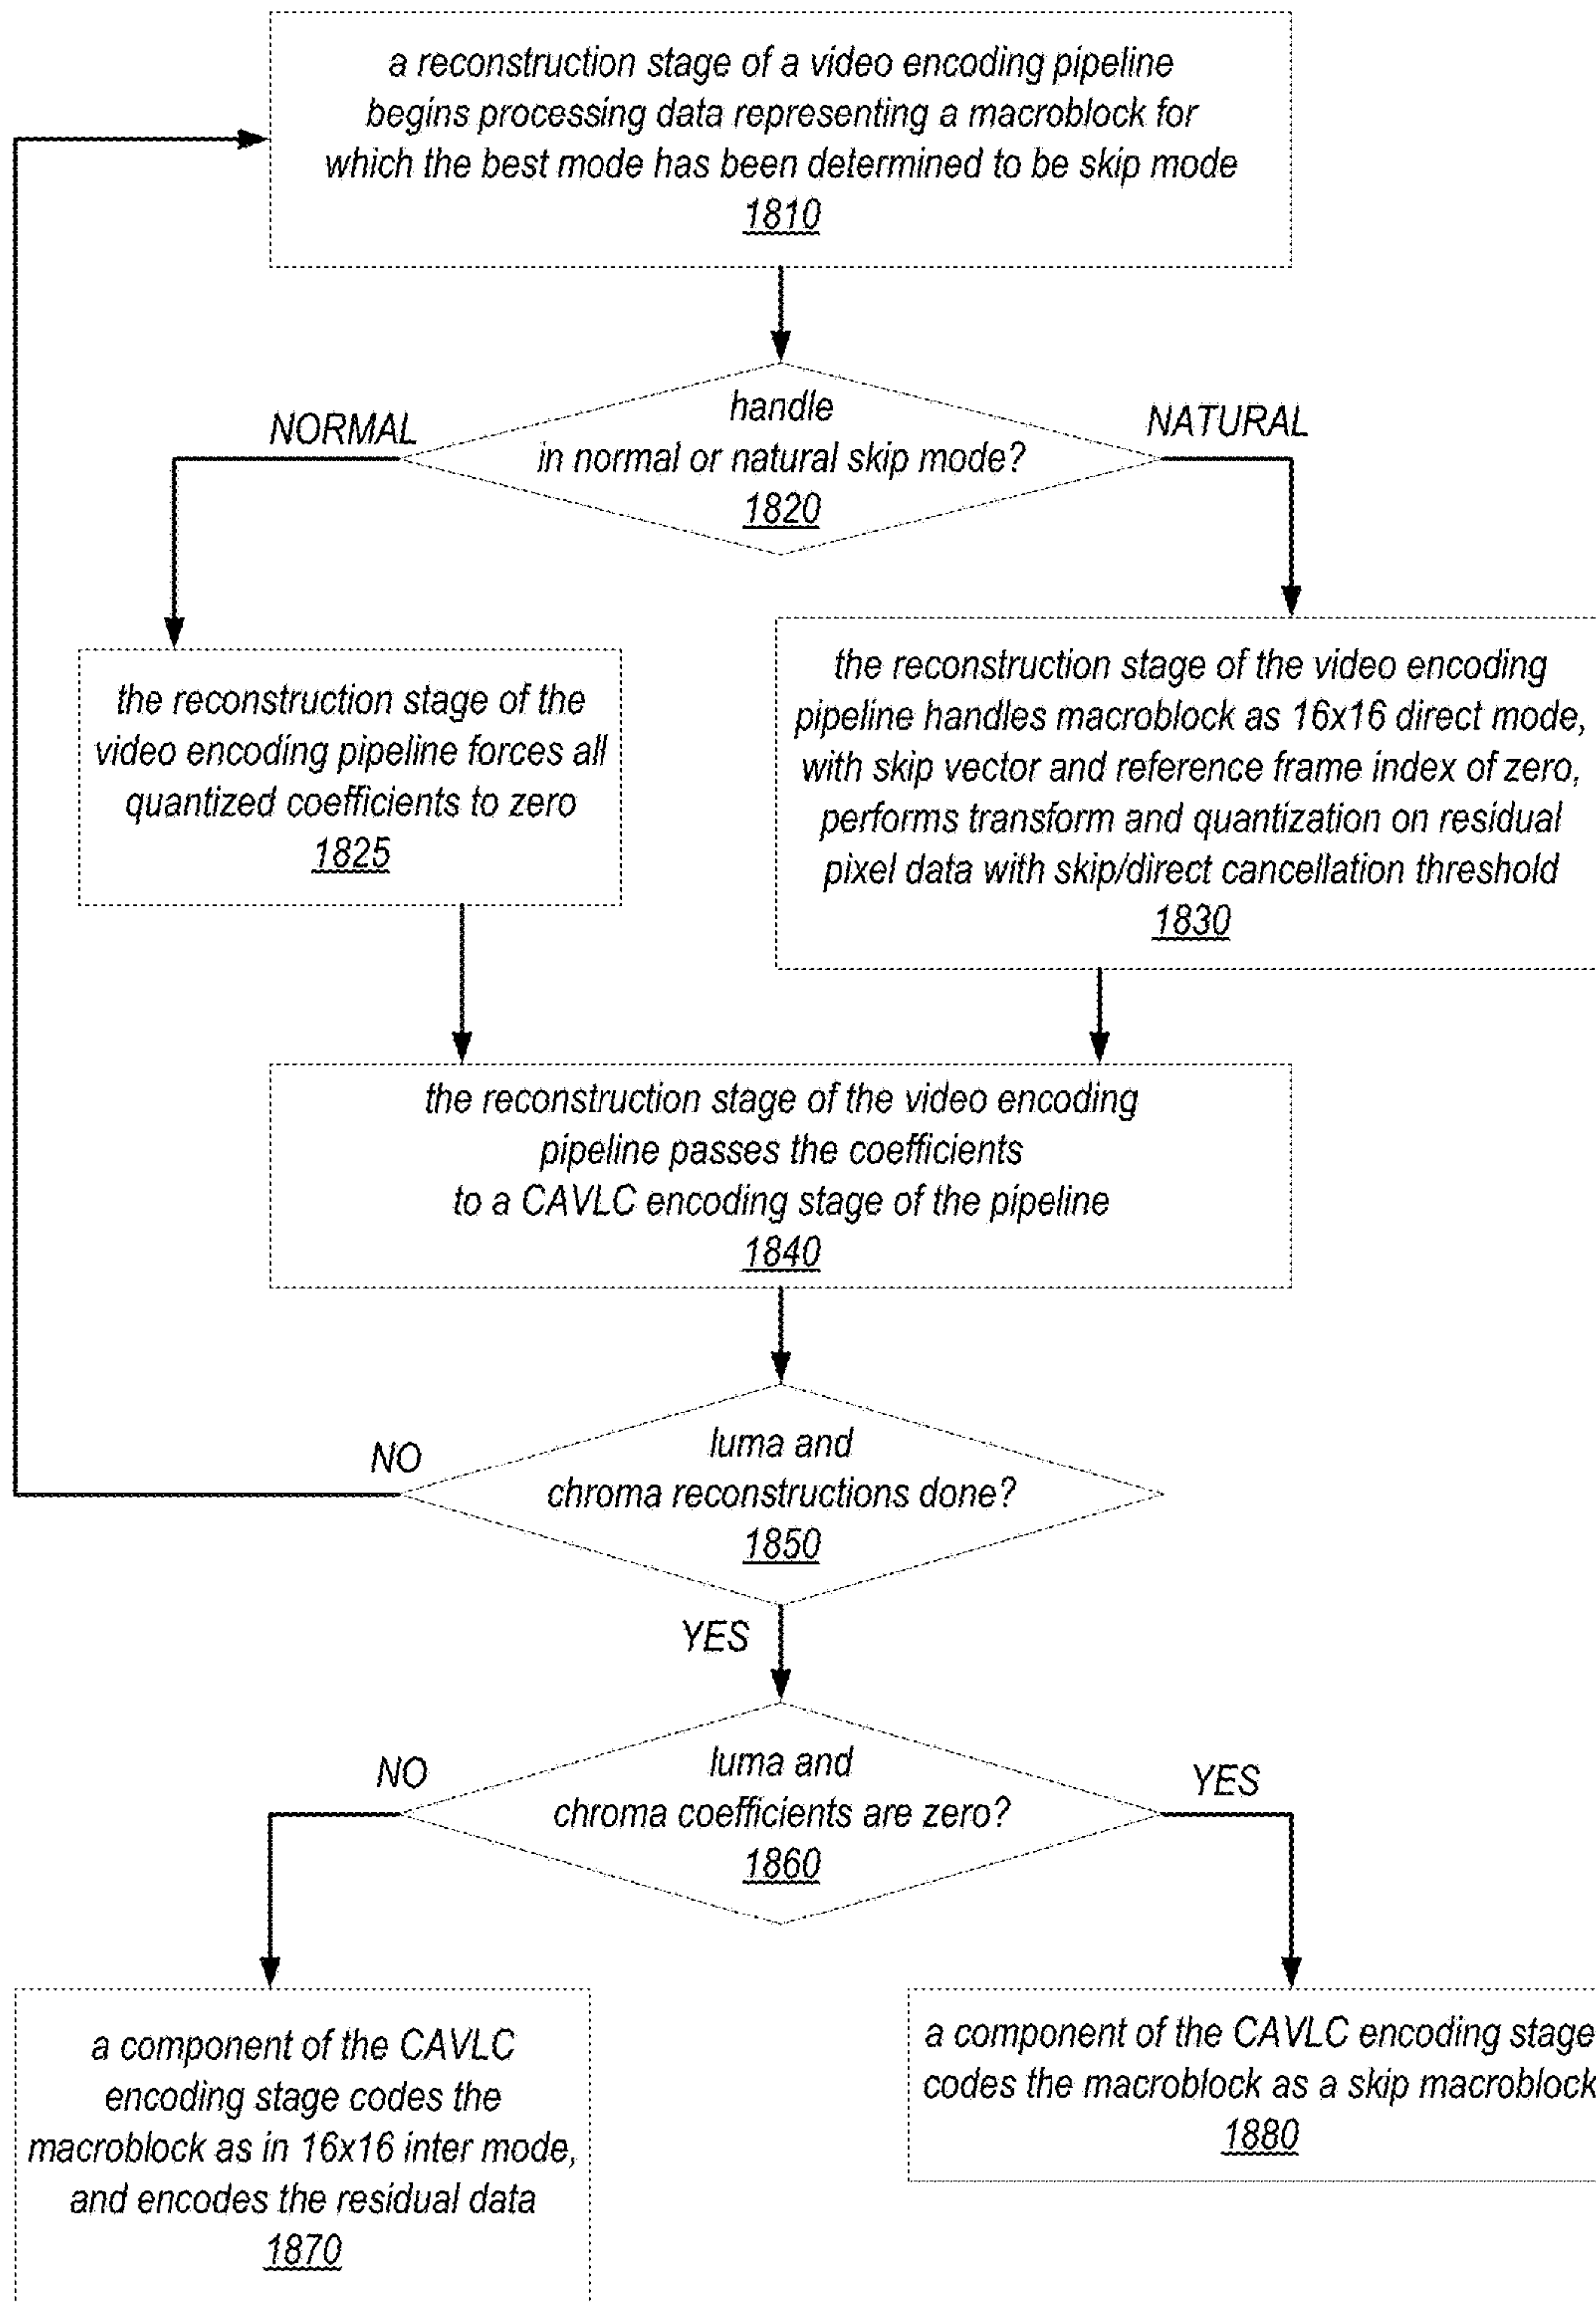 a reconstruction stage of a video encoding pipeline
begins processing data representing a macroblock for
which the best mode has been determined to be skip mode
1810
handle
in normal or natural skip mode?
1820
NORMAL
NATURAL
the reconstruction stage of the
video encoding pipeline forces all
quantized coefficients to zero
1825
the reconstruction stage of the video encoding
pipeline handles macroblock as 16x16 direct mode,
with skip vector and reference frame index of zero,
performs transform and quantization on residual
pixel data with skip/direct cancellation threshold
1830
the reconstruction stage of the video encoding
pipeline passes the coefficients
to a CAVLC encoding stage of the pipeline
1840
luma and
chroma reconstructions done?
1850
NO
YES
luma and
chroma coefficients are zero?
1860
NO
YES
a component of the CAVLC
encoding stage codes the
macroblock as in 16x16 inter mode,
and encodes the residual data
1870
a component of the CAVLC encoding stage
codes the macroblock as a skip macroblock
1880